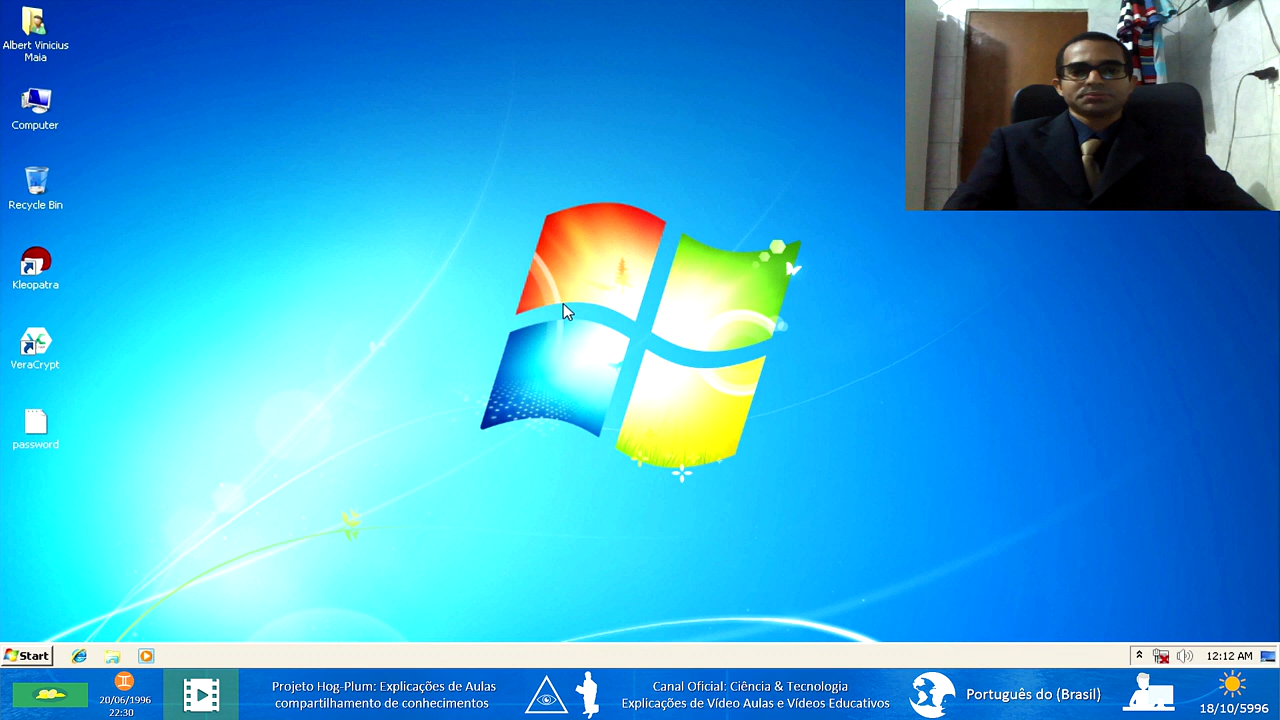 Albert Vinicius
Maia
Computer
Recycle Bin
Kleopatra
VeraCrypt
password
Start
12:12 AM
20/06/1996
22:30
Projeto Hog-Plum: Explicações de Aulas
compartilhamento de conhecimentos
Canal Oficial: Ciência & Tecnologia
Explicações de Vídeo Aulas e Vídeos Educativos
Português do (Brasil)
18/10/5996